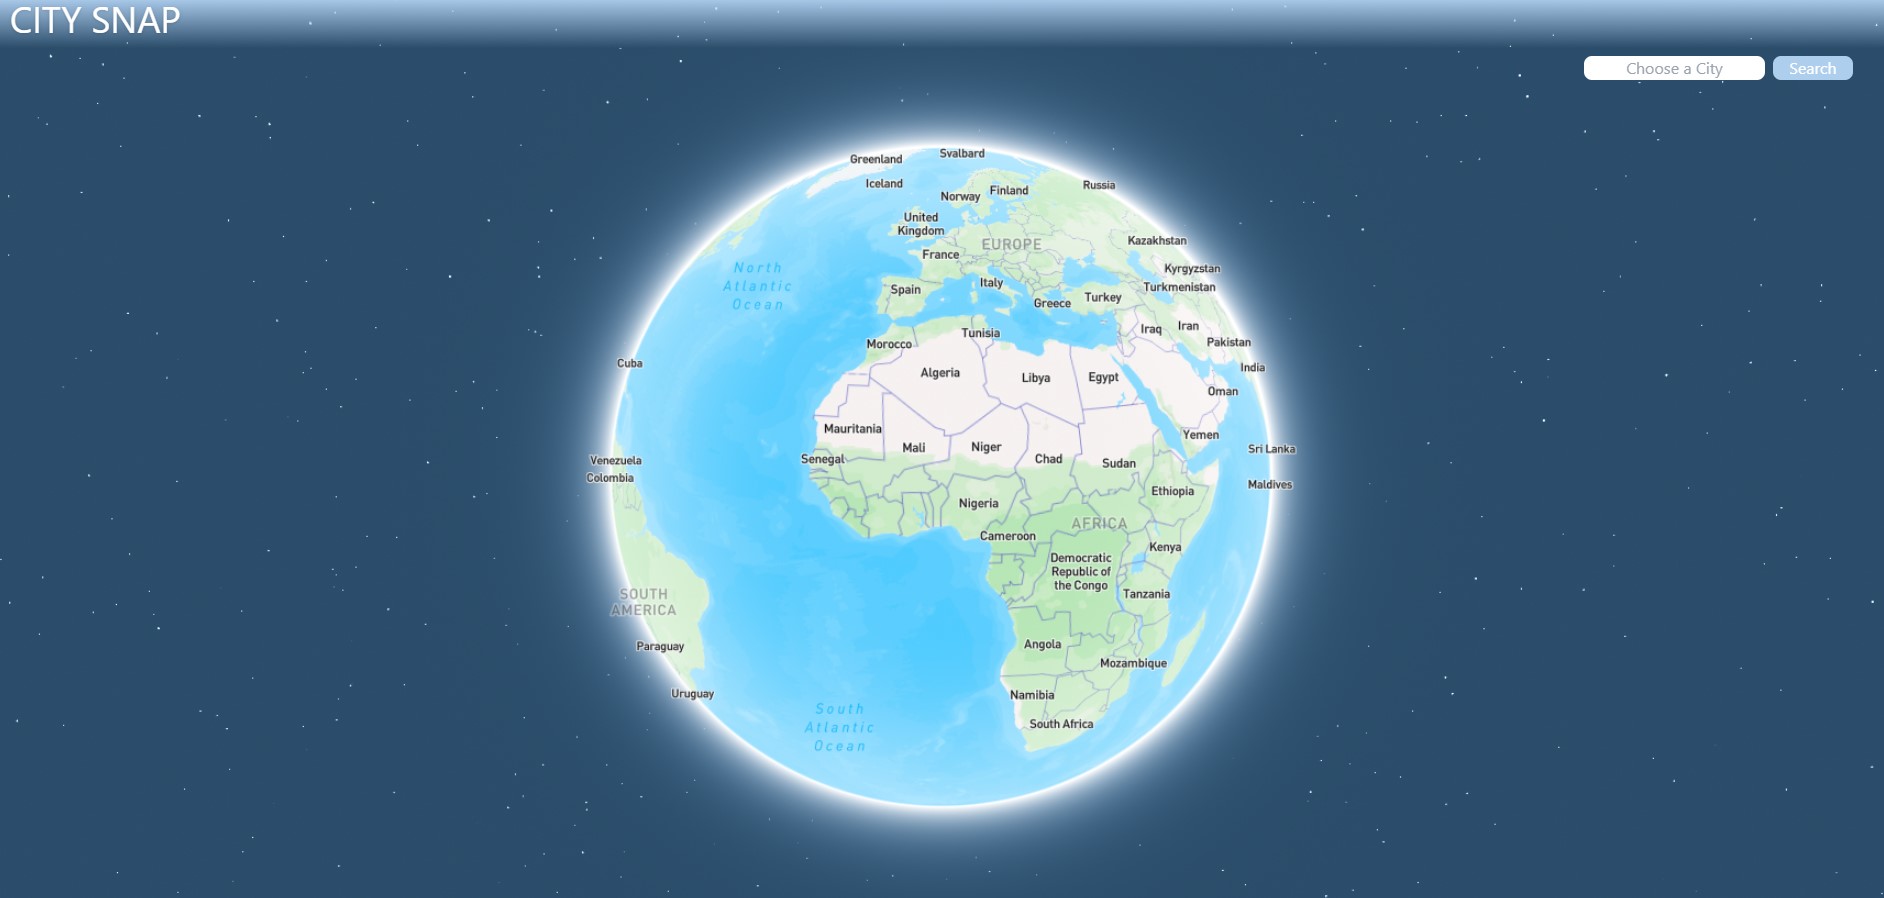 CITY SNAP
Choose a City
Search
Svalbard
Greenland
Iceland
Russia
Finland
Norway
United
Kingdom
EUROPE
Kazakhstan
France
North
Atlantic
Ocean
Kyrgyzstan
Italy
Turkmenistan
Spain
Greece
Turkey
Tunisia
Iraq
Iran
Morocco
Pakistan
Cuba
India
Algeria
Libya
Egypt
Oman
Mauritania
Yemen
Mali
Niger
Sri Lanka
Senegal
Chad
Sudan
Venezuela
Colombia
Maldives
Ethiopia
Nigeria
AFRICA
Cameroon
Kenya
Democratic
Republic of
the Congo
Tanzania
SOUTH
AMERICA
Angola
Paraguay
Mozambique
Uruguay
Namibia
South
Atlantic
Ocean
South Africa